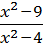 x² − 9
x² − 4